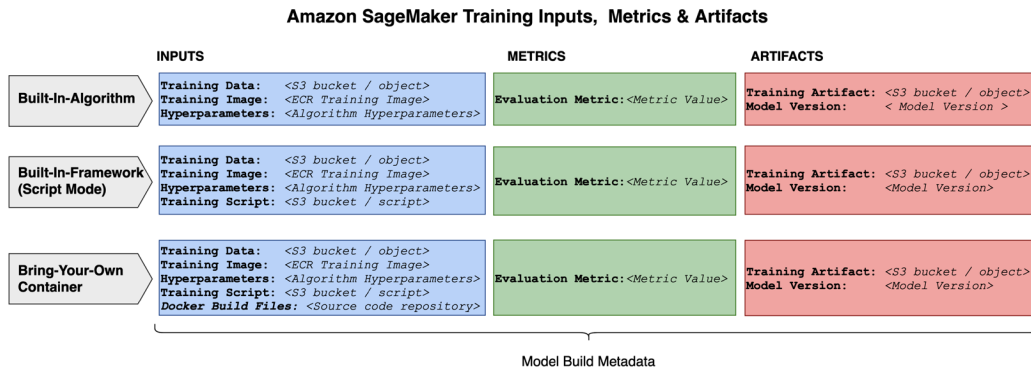 Amazon SageMaker Training Inputs, Metrics & Artifacts
INPUTS
METRICS
ARTIFACTS
Built-In-Algorithm
Training Data: <S3 bucket / object>
Training Image: <ECR Training Image>
Hyperparameters: <Algorithm Hyperparameters>
Evaluation Metric:<Metric Value>
Training Artifact: <S3 bucket / object>
Model Version: < Model Version >
Built-In-Framework
(Script Mode)
Training Data: <S3 bucket / object>
Training Image: <ECR Training Image>
Hyperparameters: <Algorithm Hyperparameters>
Training Script: <S3 bucket / script>
Evaluation Metric:<Metric Value>
Training Artifact: <S3 bucket / object>
Model Version: <Model Version>
Bring-Your-Own
Container
Training Data: <S3 bucket / object>
Training Image: <ECR Training Image>
Hyperparameters: <Algorithm Hyperparameters>
Training Script: <S3 bucket / script>
Docker Build Files: <Source code repository>
Evaluation Metric:<Metric Value>
Training Artifact: <S3 bucket / object>
Model Version: <Model Version>
Model Build Metadata